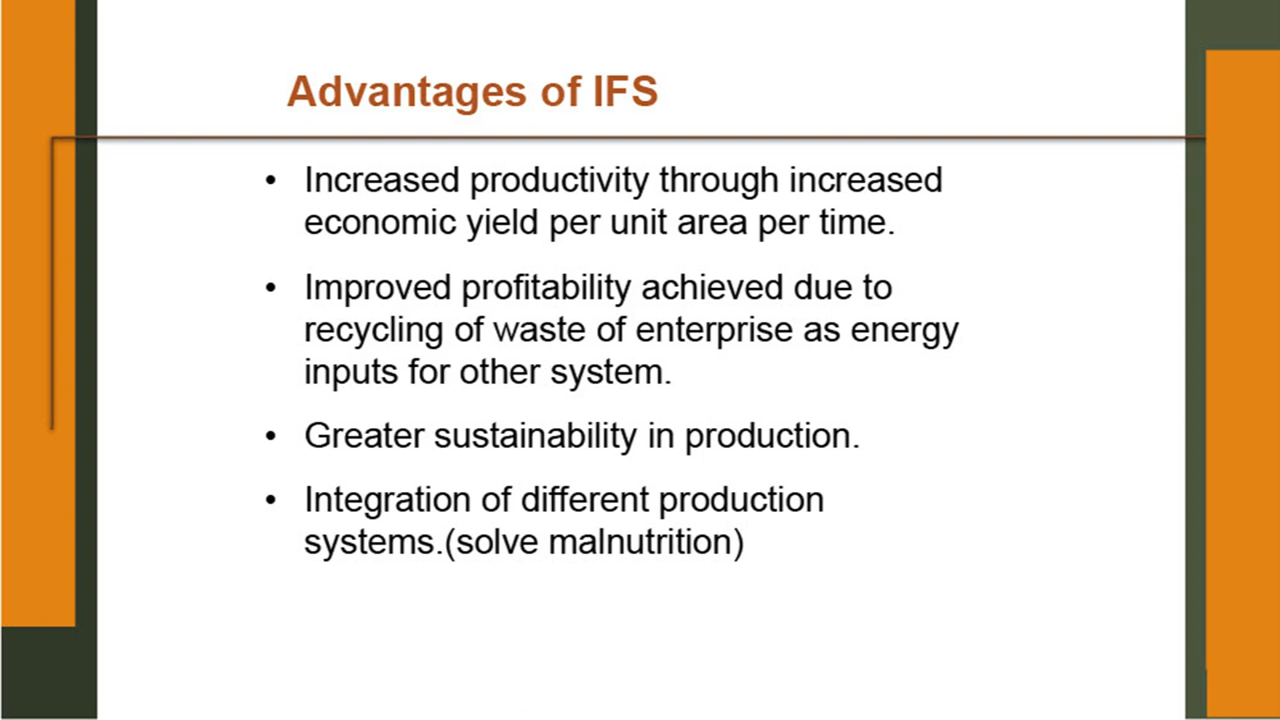 Advantages of IFS
• Increased productivity through increased
economic yield per unit area per time.
• Improved profitability achieved due to
recycling of waste of enterprise as energy
inputs for other system.
• Greater sustainability in production.
• Integration of different production
systems.(solve malnutrition)